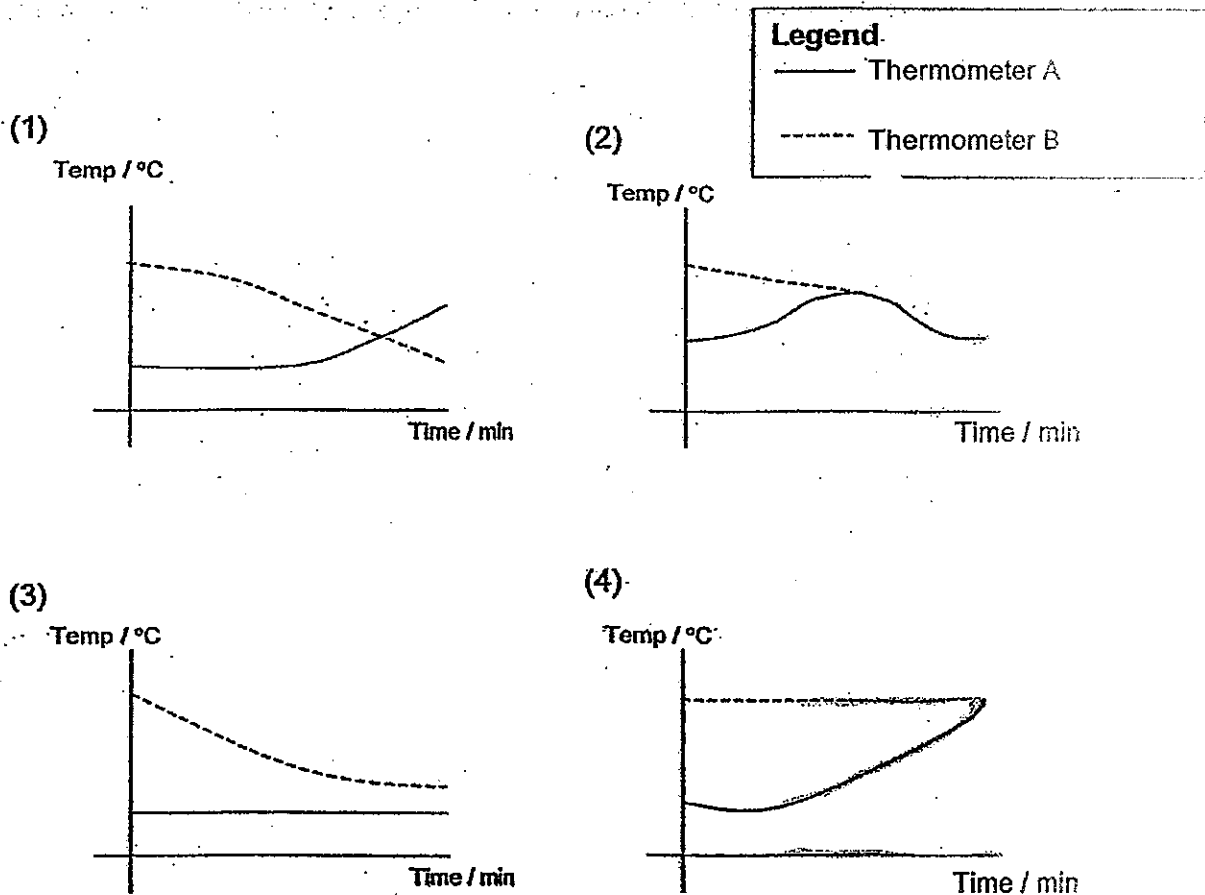 Legend
Thermometer A
Thermometer B
(1)
Temp / °C
Time / min
(2)
Temp / °C
Time / min
(3)
Temp / °C
Time / min
(4)
Temp / °C
Time / min